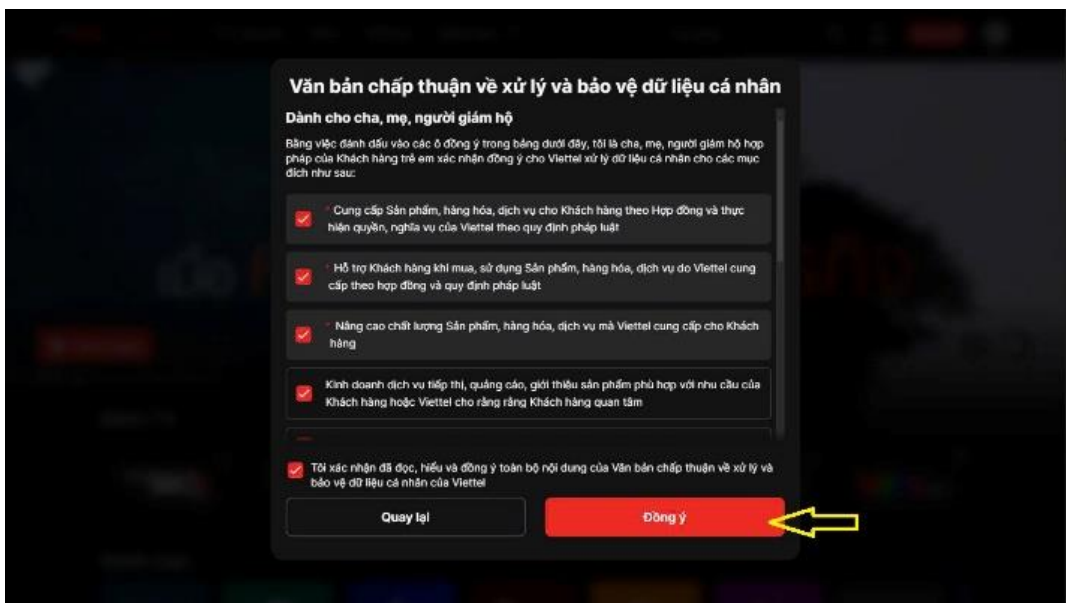 Văn bản chấp thuận về xử lý và bảo vệ dữ liệu cá nhân
Dành cho cha, mẹ, người giám hộ
Bằng việc đánh dấu vào các ô đồng ý trong bảng dưới đây, tôi là cha, mẹ, người giám hộ hợp
pháp của Khách hàng trẻ em xác nhận đồng ý cho Viettel xử lý dữ liệu cá nhân cho các mục
đích như sau:
* Cung cấp Sản phẩm, hàng hóa, dịch vụ cho Khách hàng theo Hợp đồng và thực
hiện quyền, nghĩa vụ của Viettel theo quy định pháp luật
* Hỗ trợ Khách hàng khi mua, sử dụng Sản phẩm, hàng hóa, dịch vụ do Viettel cung
cấp theo hợp đồng và quy định pháp luật
* Nâng cao chất lượng Sản phẩm, hàng hóa, dịch vụ mà Viettel cung cấp cho Khách
hàng
Kinh doanh dịch vụ tiếp thị, quảng cáo, giới thiệu sản phẩm phù hợp với nhu cầu của
Khách hàng hoặc Viettel cho rằng rằng Khách hàng quan tâm
Tôi xác nhận đã đọc, hiểu và đồng ý toàn bộ nội dung của Văn bản chấp thuận về xử lý và
bảo vệ dữ liệu cá nhân của Viettel
Quay lại
Đồng ý